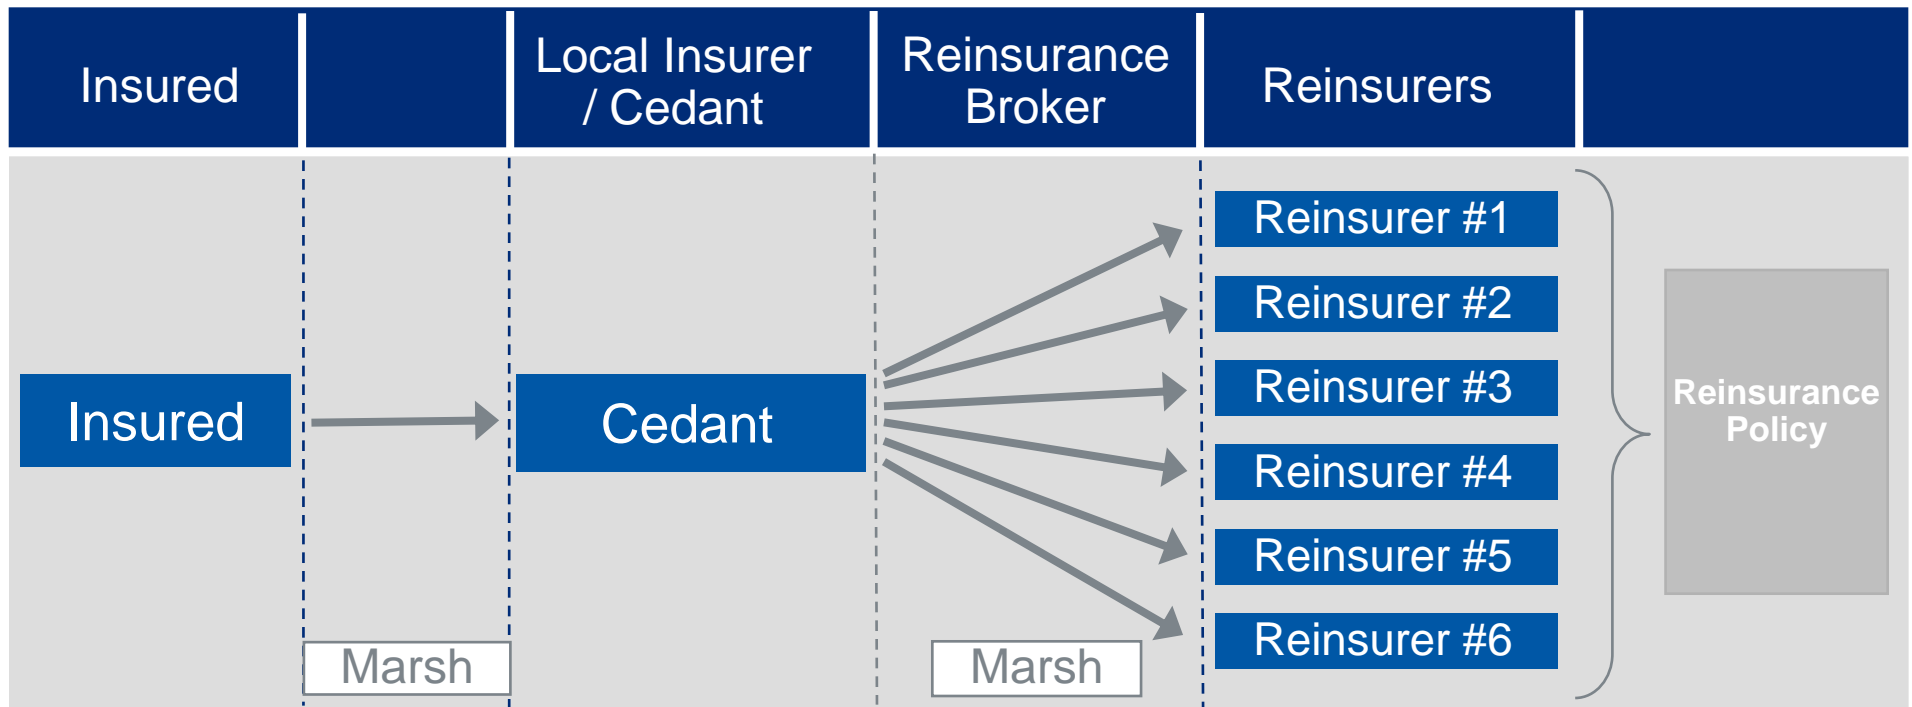 Insured
Local Insurer
/ Cedant
Reinsurance
Broker
Reinsurers
Reinsurer #1
Reinsurer #2
Reinsurer #3
Reinsurer #4
Reinsurer #5
Reinsurer #6
Insured
Cedant
Reinsurance
Policy
Marsh
Marsh